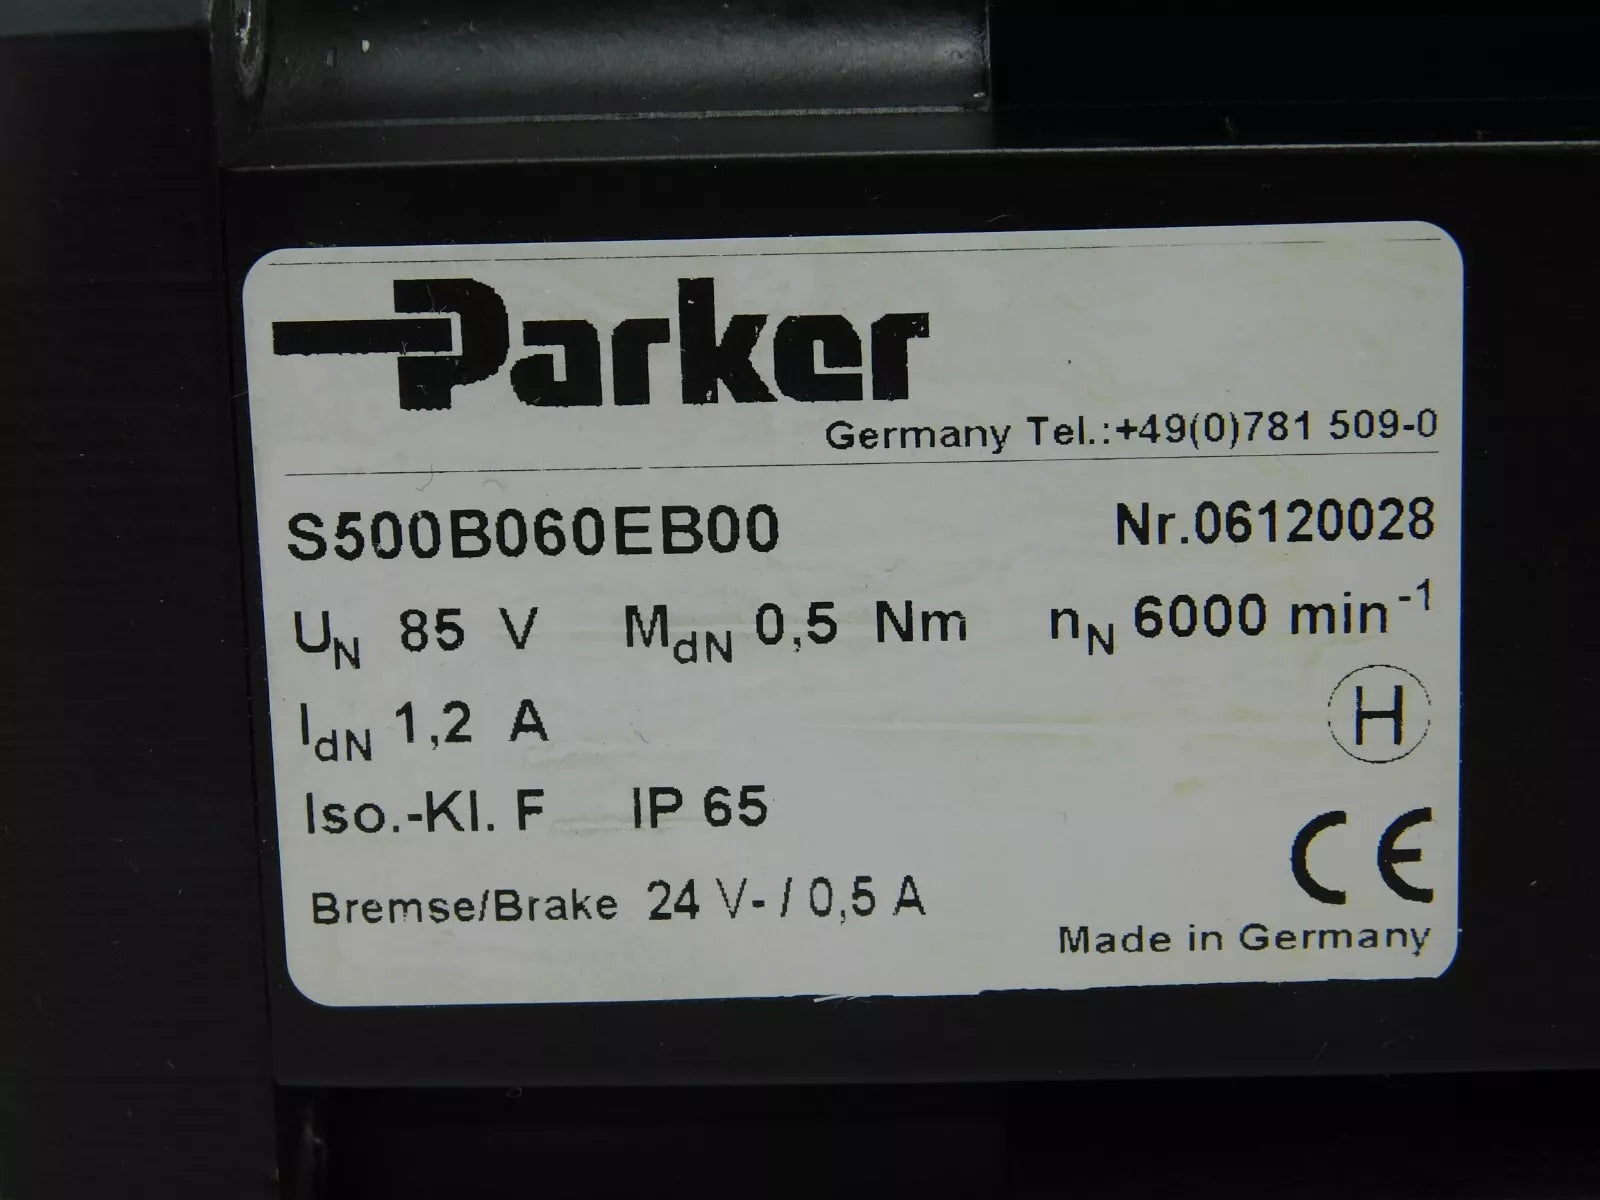 Parker
Germany Tel.:+49(0)781 509-0
S500B060EB00 Nr.06120028
UN 85 V MdN 0,5 Nm nN 6000 min-1
IdN 1,2 A H
Iso.-Kl. F IP 65
CE
Bremse/Brake 24 V- / 0,5 A
Made in Germany